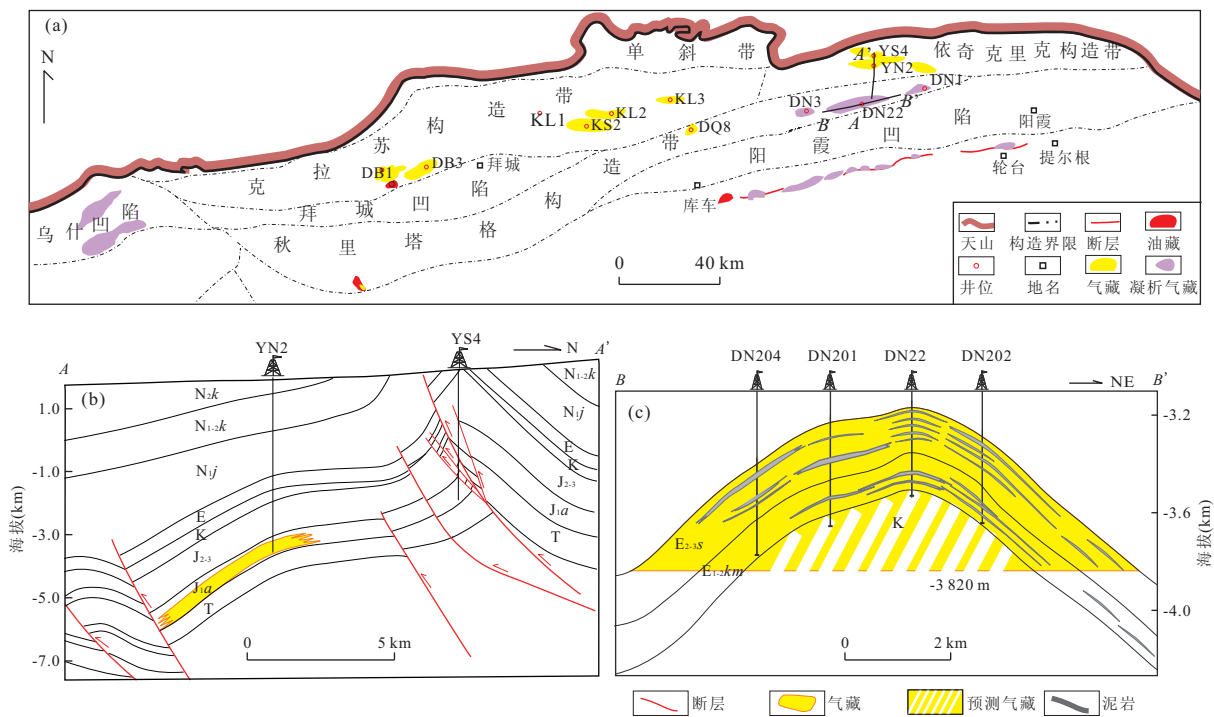 (a)
N
单斜带
依奇克里克构造带
A'
YS4
YN2
DN1
B'
DN3
DN22
B
A
克拉苏构造带
KL1
KL2
KL3
KS2
DQ8
DB1
DB3
拜城
拜城凹陷
阳霞凹陷
阳霞
提尔根
轮台
库车
乌什凹陷
秋里塔格构造带
0 40 km
天山
构造界限
断层
油藏
井位
地名
气藏
凝析气藏
A
YN2
YS4
N
A'
(b)
海拔(km)
1.0
-1.0
-3.0
-5.0
-7.0
N₂k
N₁₋₂k
N₁j
E
K
J₂₋₃
J₁a
T
N₁₋₂k
N₁j
E
K
J₂₋₃
J₁a
T
0 5 km
B
DN204
DN201
DN22
DN202
NE
B'
(c)
-3.2
-3.6
-4.0
海拔(km)
K
E₂₋₃s
E₁₋₂km
-3 820 m
0 2 km
断层
气藏
预测气藏
泥岩